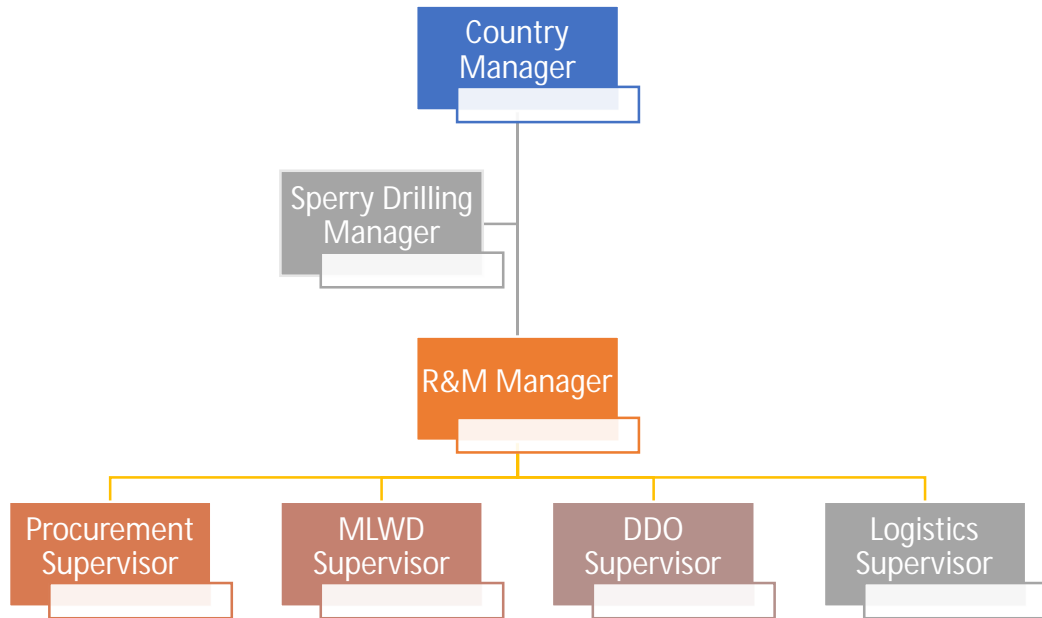 Country
Manager
Sperry Drilling
Manager
R&M Manager
Procurement
Supervisor
MLWD
Supervisor
DDO
Supervisor
Logistics
Supervisor